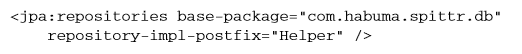 <jpa:repositories base-package="com.habuma.spittr.db"
repository-impl-postfix="Helper" />